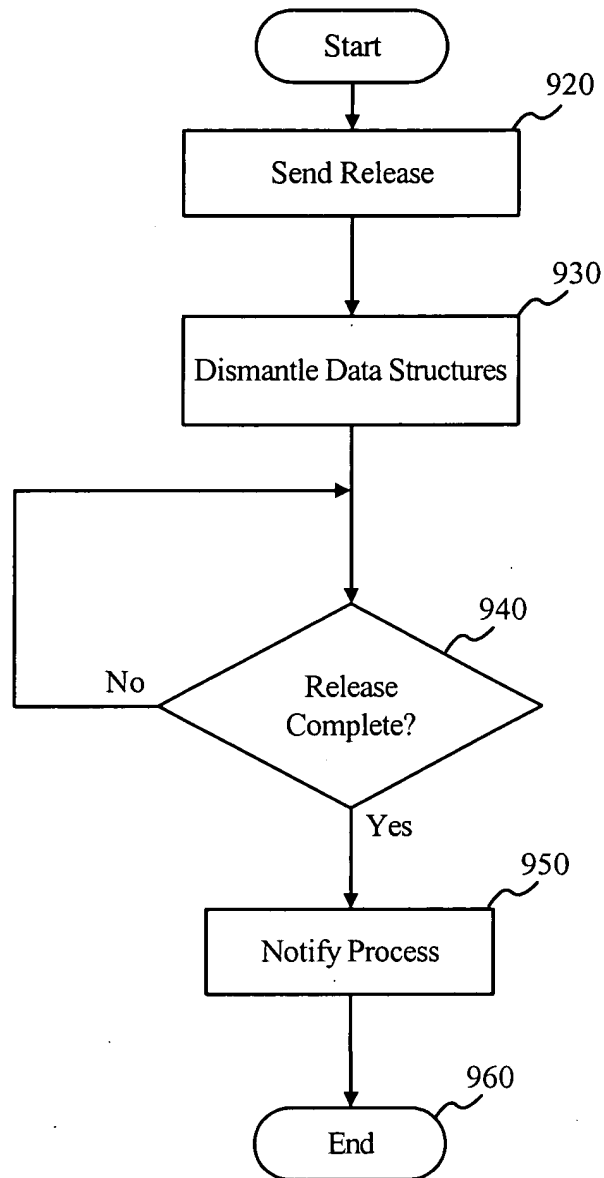 Start
920
Send Release
930
Dismantle Data Structures
940
Release
Complete?
No
Yes
950
Notify Process
960
End